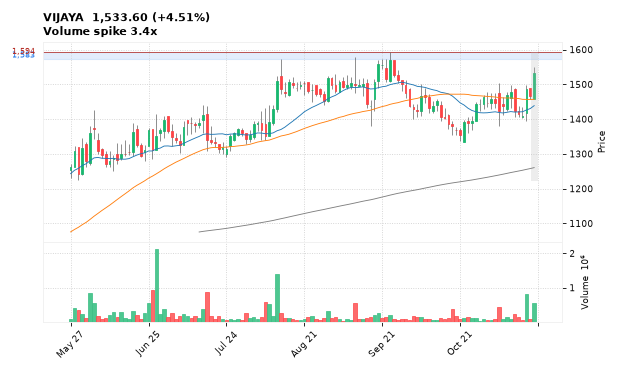 VIJAYA 1,533.60 (+4.51%)
Volume spike 3.4x
1,594
1,583
1600
1500
1400
1300
1200
1100
Price
2
1
Volume 10⁶
May 27
Jun 25
Jul 24
Aug 21
Sep 21
Oct 21